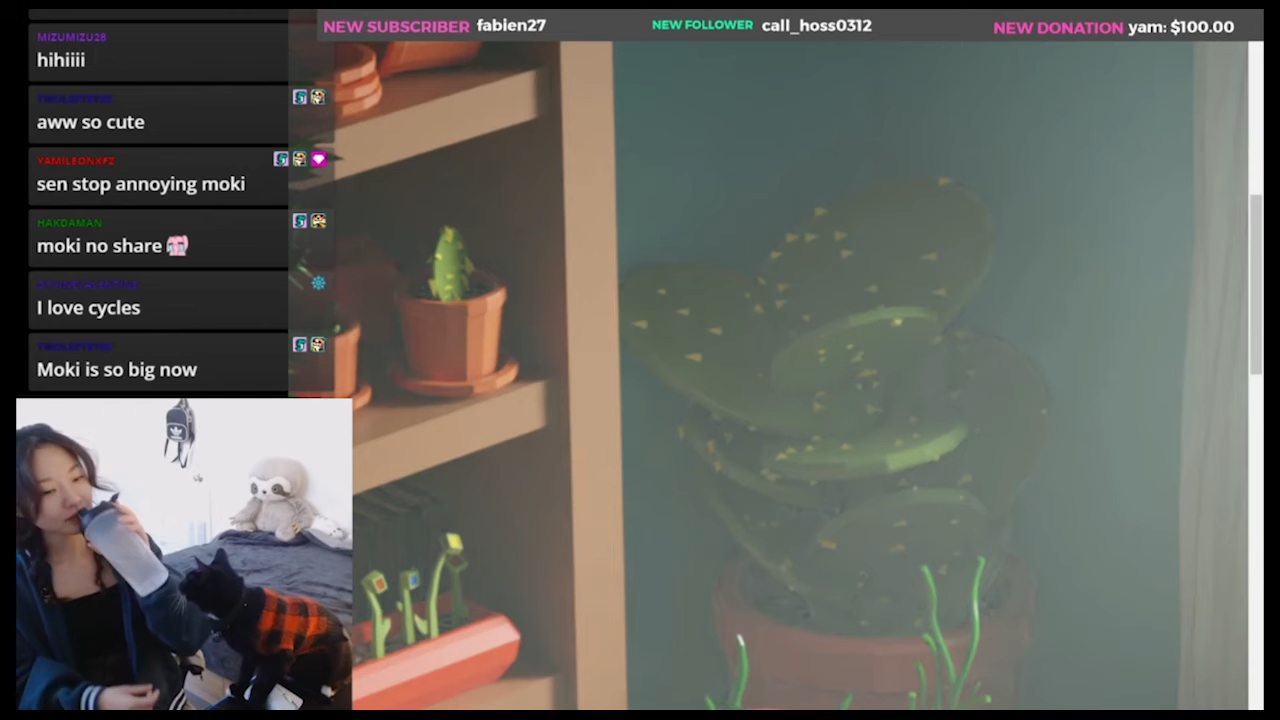 NEW SUBSCRIBER fabien27
NEW FOLLOWER call_hoss0312
NEW DONATION yam: $100.00
MIZUMIZU28
hihiiii
aww so cute
YAMILEONXFZ
sen stop annoying moki
HAKDAMAN
moki no share
I love cycles
Moki is so big now